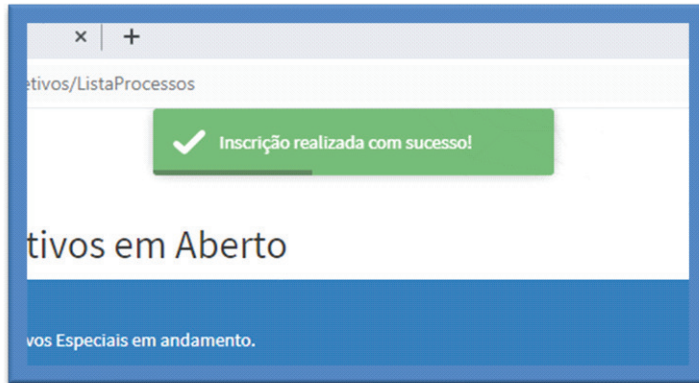 etivos/ListaProcessos
Inscrição realizada com sucesso!
tivos em Aberto
vos Especiais em andamento.